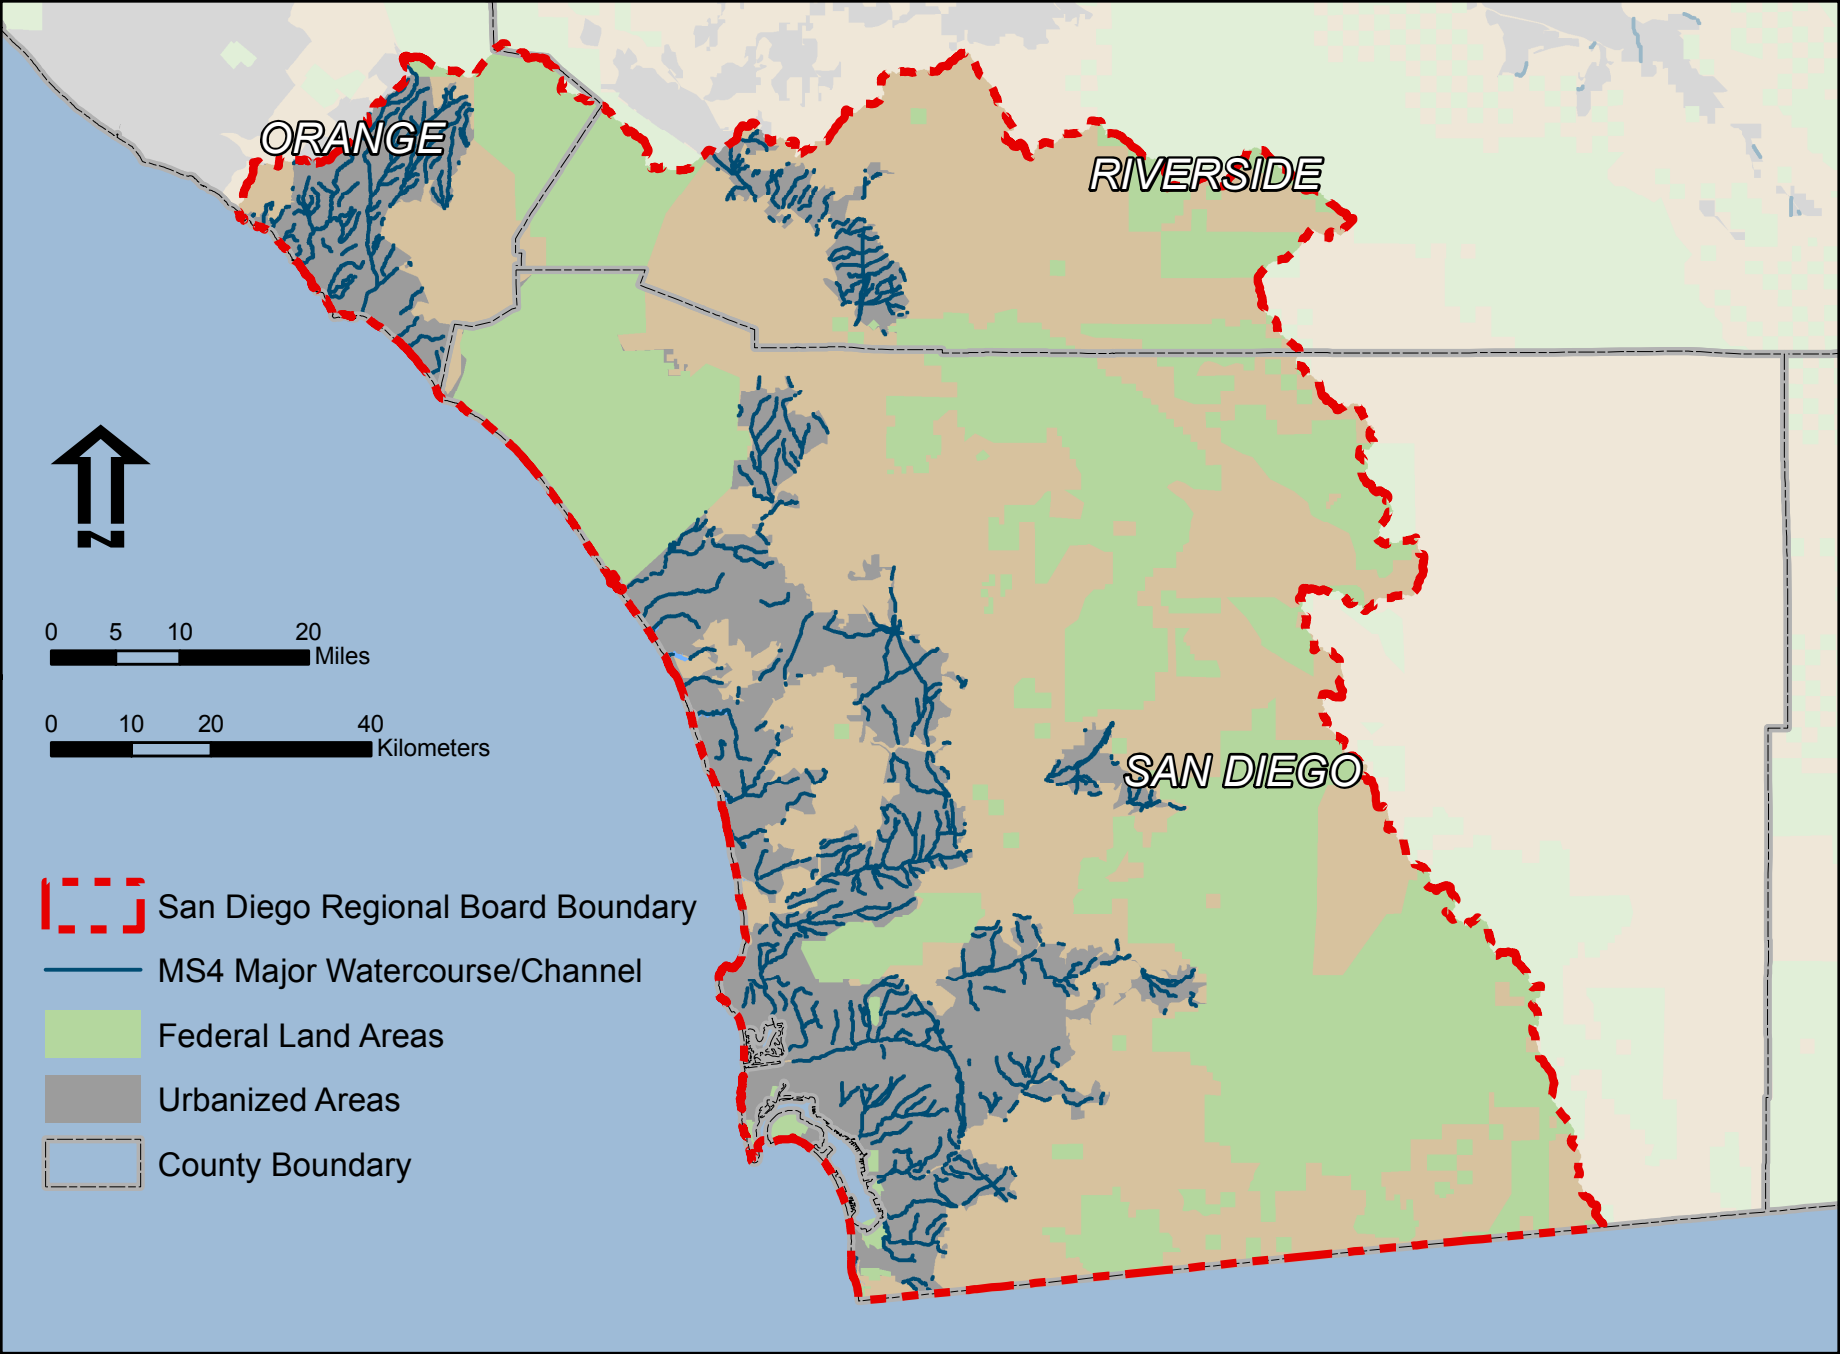 ORANGE
RIVERSIDE
N
0 5 10 20
Miles
0 10 20 40
Kilometers
SAN DIEGO
San Diego Regional Board Boundary
MS4 Major Watercourse/Channel
Federal Land Areas
Urbanized Areas
County Boundary